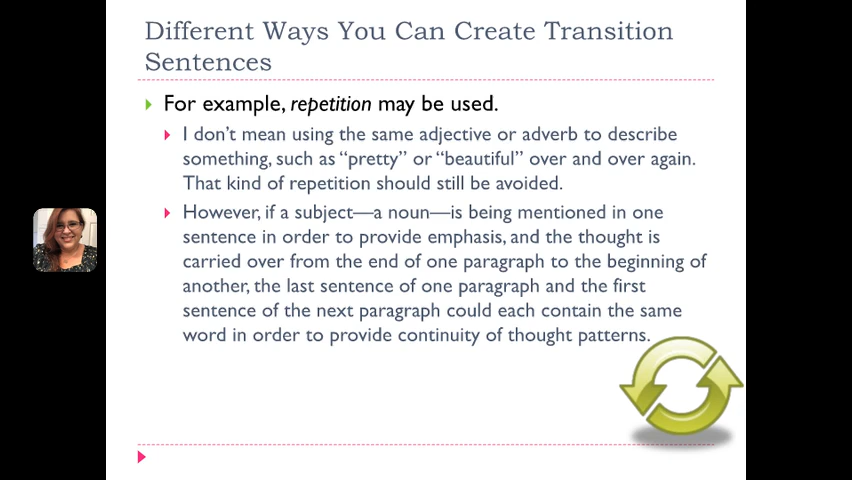 Different Ways You Can Create Transition
Sentences
For example, repetition may be used.
I don’t mean using the same adjective or adverb to describe
something, such as “pretty” or “beautiful” over and over again.
That kind of repetition should still be avoided.
However, if a subject—a noun—is being mentioned in one
sentence in order to provide emphasis, and the thought is
carried over from the end of one paragraph to the beginning of
another, the last sentence of one paragraph and the first
sentence of the next paragraph could each contain the same
word in order to provide continuity of thought patterns.